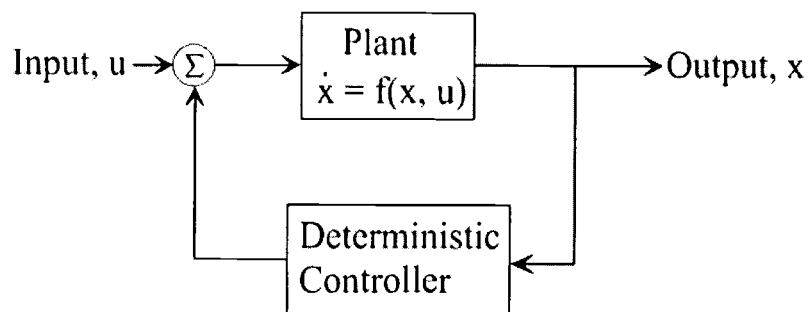 Input, u
Σ
Plant
ẋ = f(x, u)
Output, x
Deterministic
Controller